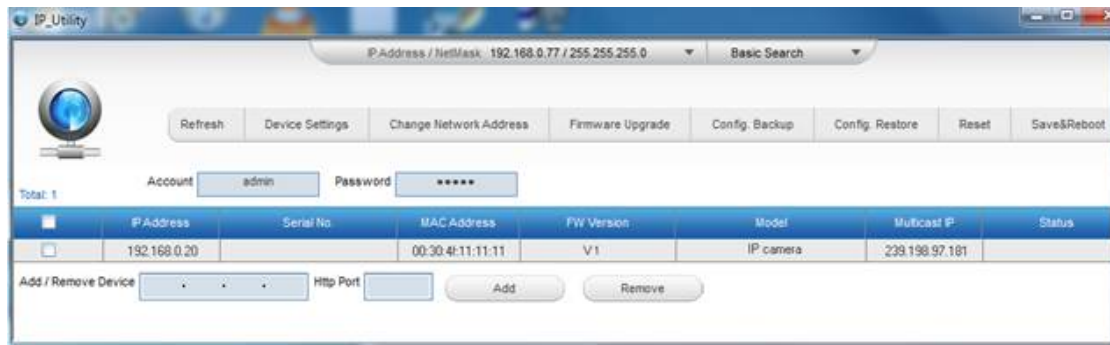 IP_Utility
IP Address / NetMask 192.168.0.77 / 255.255.255.0 Basic Search
Refresh Device Settings Change Network Address Firmware Upgrade Config. Backup Config. Restore Reset Save&Reboot
Account admin Password •••••
Total: 1
IP Address Serial No. MAC Address FW Version Model Multicast IP Status
192.168.0.20 00:30:4f:11:11:11 V1 IP camera 239.198.97.181
Add / Remove Device . . . Http Port Add Remove